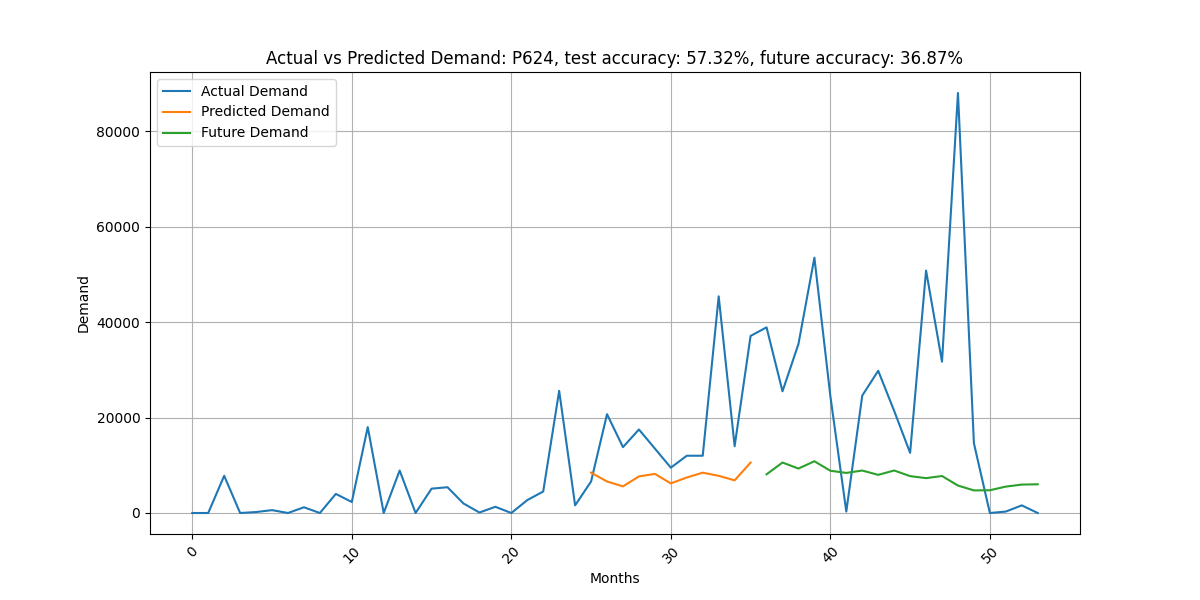 Actual vs Predicted Demand: P624, test accuracy: 57.32%, future accuracy: 36.87%
Actual Demand
Predicted Demand
Future Demand
80000
60000
40000
20000
0
Demand
0
10
20
30
40
50
Months